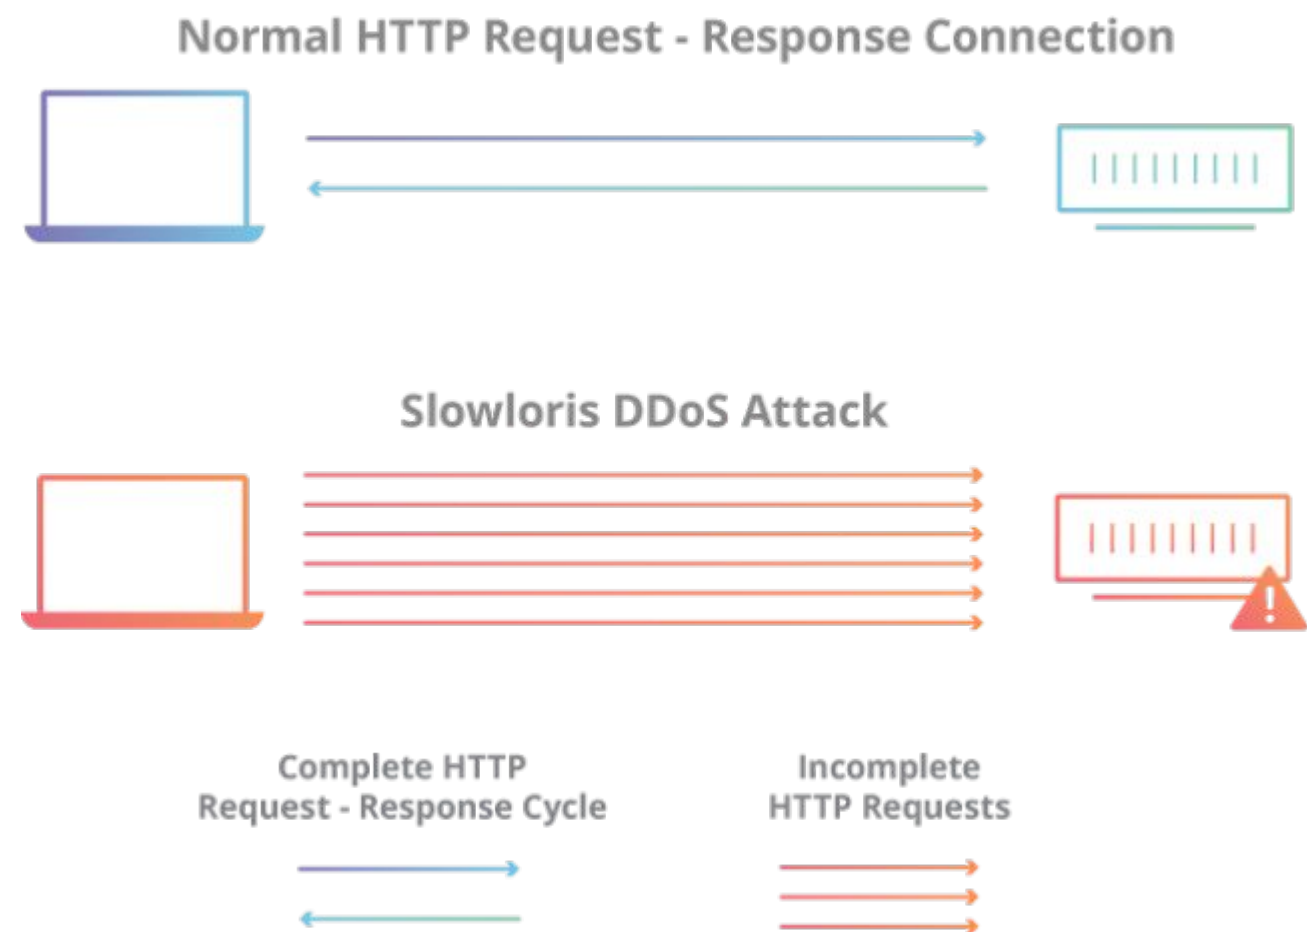 Normal HTTP Request - Response Connection
Slowloris DDoS Attack
Complete HTTP
Request - Response Cycle
Incomplete
HTTP Requests